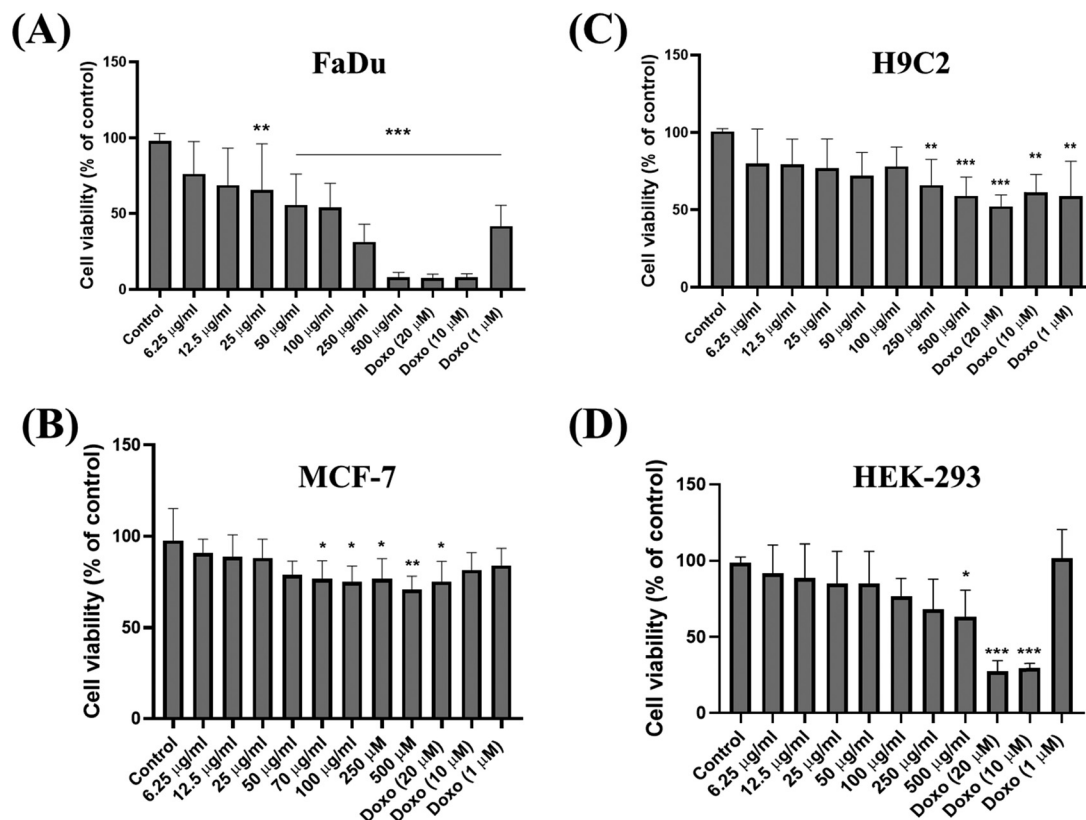 (A)
FaDu
Cell viability (% of control)
150
100
50
0
**
***
Control
6.25 µg/ml
12.5 µg/ml
25 µg/ml
50 µg/ml
100 µg/ml
250 µg/ml
500 µg/ml
Doxo (20 µM)
Doxo (10 µM)
Doxo (1 µM)
(C)
H9C2
Cell viability (% of control)
150
100
50
0
**
***
***
**
**
Control
6.25 µg/ml
12.5 µg/ml
25 µg/ml
50 µg/ml
100 µg/ml
250 µg/ml
500 µg/ml
Doxo (20 µM)
Doxo (10 µM)
Doxo (1 µM)
(B)
MCF-7
Cell viability (% of control)
150
100
50
0
*
*
*
**
*
Control
6.25 µg/ml
12.5 µg/ml
25 µg/ml
50 µg/ml
70 µg/ml
100 µg/ml
250 µM
500 µM
Doxo (20 µM)
Doxo (10 µM)
Doxo (1 µM)
(D)
HEK-293
Cell viability (% of control)
150
100
50
0
*
***
***
Control
6.25 µg/ml
12.5 µg/ml
25 µg/ml
50 µg/ml
100 µg/ml
250 µg/ml
500 µg/ml
Doxo (20 µM)
Doxo (10 µM)
Doxo (1 µM)